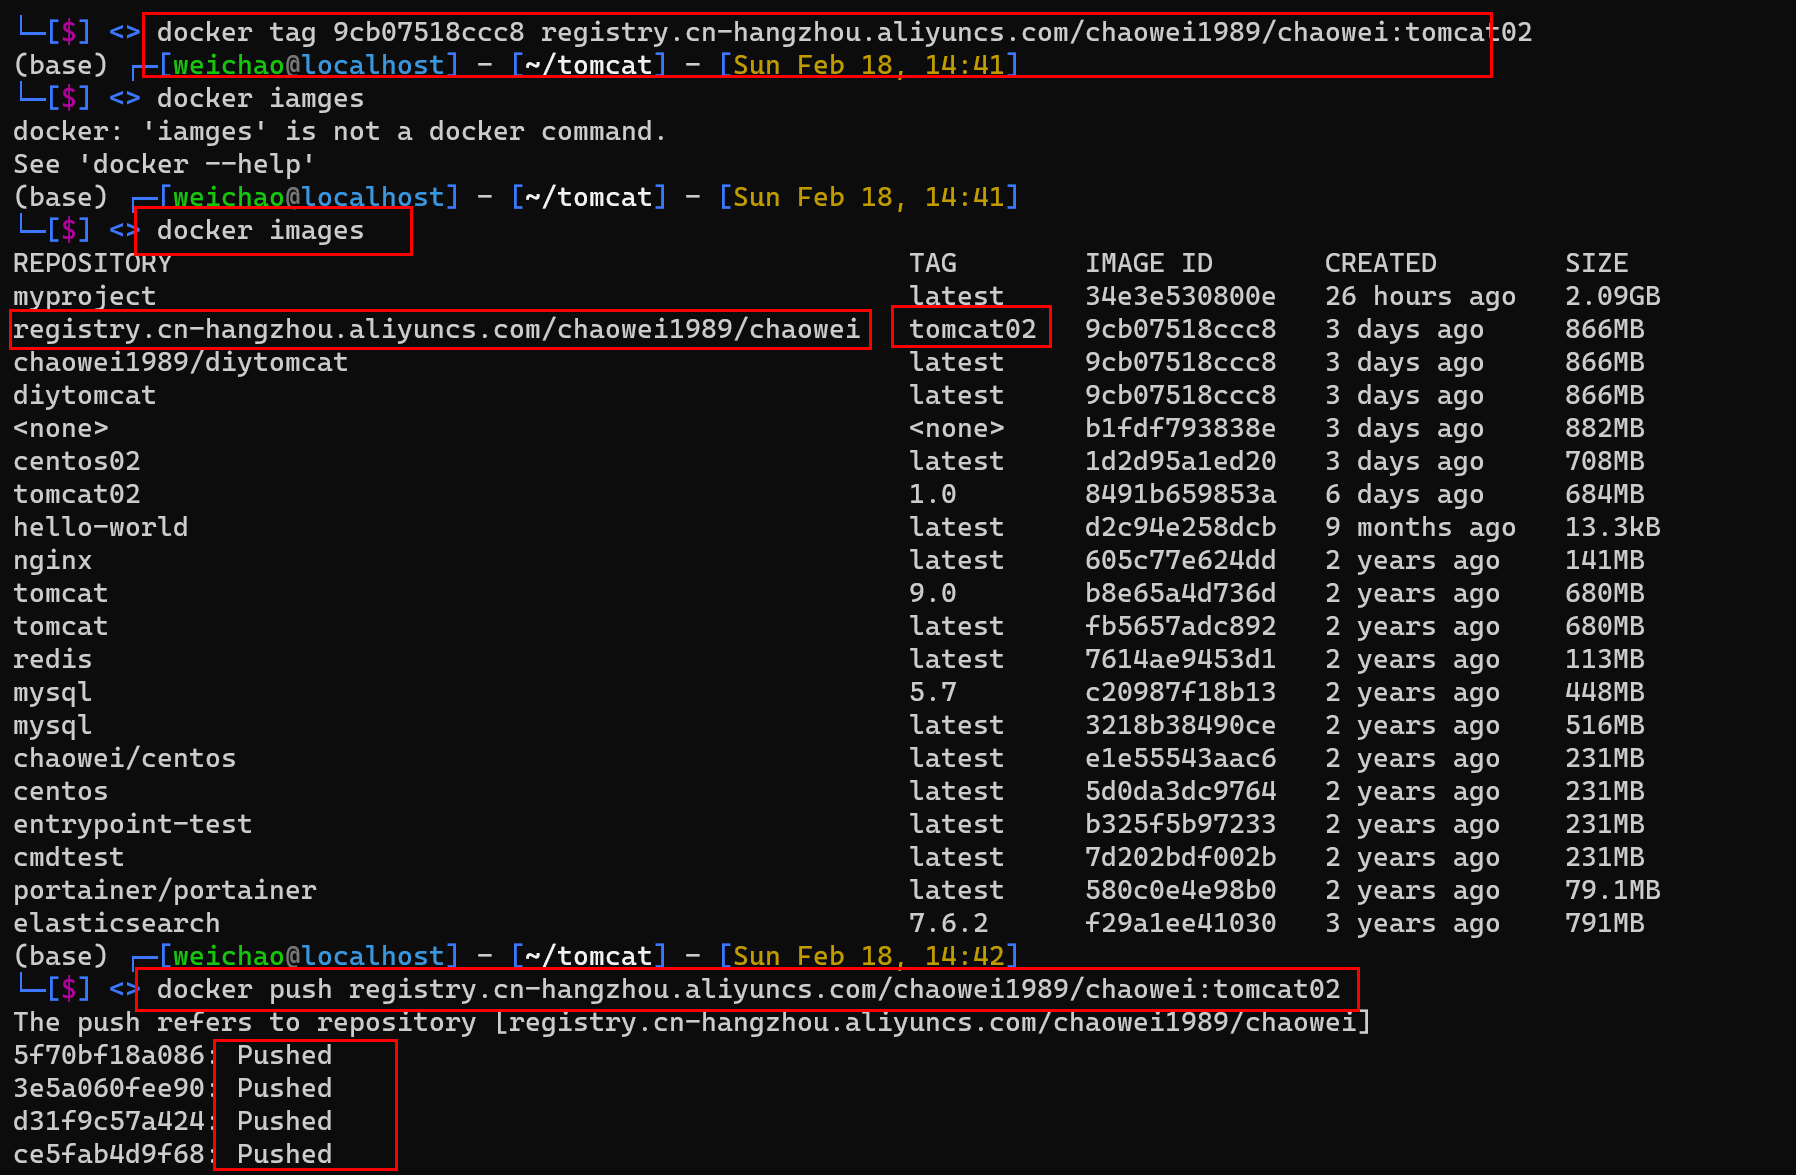 └─[$] <> docker tag 9cb07518ccc8 registry.cn-hangzhou.aliyuncs.com/chaowei1989/chaowei:tomcat02
(base) ┌─[weichao@localhost] - [~/tomcat] - [Sun Feb 18, 14:41]
└─[$] <> docker iamges
docker: 'iamges' is not a docker command.
See 'docker --help'
(base) ┌─[weichao@localhost] - [~/tomcat] - [Sun Feb 18, 14:41]
└─[$] <> docker images
REPOSITORY TAG IMAGE ID CREATED SIZE
myproject latest 34e3e530800e 26 hours ago 2.09GB
registry.cn-hangzhou.aliyuncs.com/chaowei1989/chaowei tomcat02 9cb07518ccc8 3 days ago 866MB
chaowei1989/diytomcat latest 9cb07518ccc8 3 days ago 866MB
diytomcat latest 9cb07518ccc8 3 days ago 866MB
<none> <none> b1fdf793838e 3 days ago 882MB
centos02 latest 1d2d95a1ed20 3 days ago 708MB
tomcat02 1.0 8491b659853a 6 days ago 684MB
hello-world latest d2c94e258dcb 9 months ago 13.3kB
nginx latest 605c77e624dd 2 years ago 141MB
tomcat 9.0 b8e65a4d736d 2 years ago 680MB
tomcat latest fb5657adc892 2 years ago 680MB
redis latest 7614ae9453d1 2 years ago 113MB
mysql 5.7 c20987f18b13 2 years ago 448MB
mysql latest 3218b38490ce 2 years ago 516MB
chaowei/centos latest e1e55543aac6 2 years ago 231MB
centos latest 5d0da3dc9764 2 years ago 231MB
entrypoint-test latest b325f5b97233 2 years ago 231MB
cmdtest latest 7d202bdf002b 2 years ago 231MB
portainer/portainer latest 580c0e4e98b0 2 years ago 79.1MB
elasticsearch 7.6.2 f29a1ee41030 3 years ago 791MB
(base) ┌─[weichao@localhost] - [~/tomcat] - [Sun Feb 18, 14:42]
└─[$] <> docker push registry.cn-hangzhou.aliyuncs.com/chaowei1989/chaowei:tomcat02
The push refers to repository [registry.cn-hangzhou.aliyuncs.com/chaowei1989/chaowei]
5f70bf18a086: Pushed
3e5a060fee90: Pushed
d31f9c57a424: Pushed
ce5fab4d9f68: Pushed